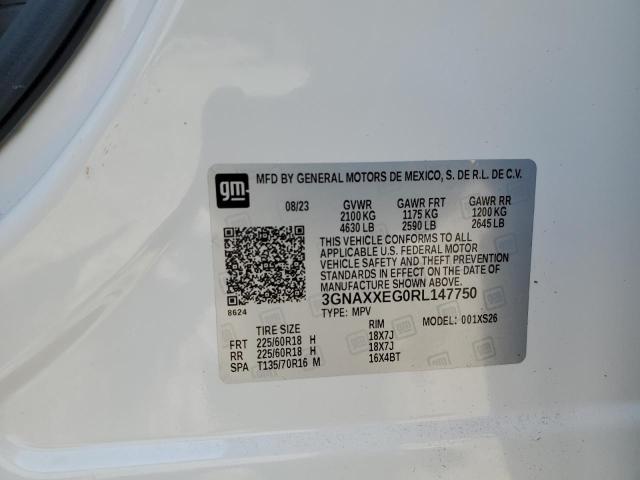 gm MFD BY GENERAL MOTORS DE MEXICO, S. DE R.L. DE C.V.
08/23 GVWR GAWR FRT GAWR RR
2100 KG 1175 KG 1200 KG
4630 LB 2590 LB 2645 LB
THIS VEHICLE CONFORMS TO ALL
APPLICABLE U.S. FEDERAL MOTOR
VEHICLE SAFETY AND THEFT PREVENTION
STANDARDS IN EFFECT ON THE DATE OF
MANUFACTURE SHOWN ABOVE.
8624 3GNAXXEG0RL147750
TYPE: MPV
TIRE SIZE RIM MODEL: 001XS26
FRT 225/60R18 H 18X7J
RR 225/60R18 H 18X7J
SPA T135/70R16 M 16X4BT